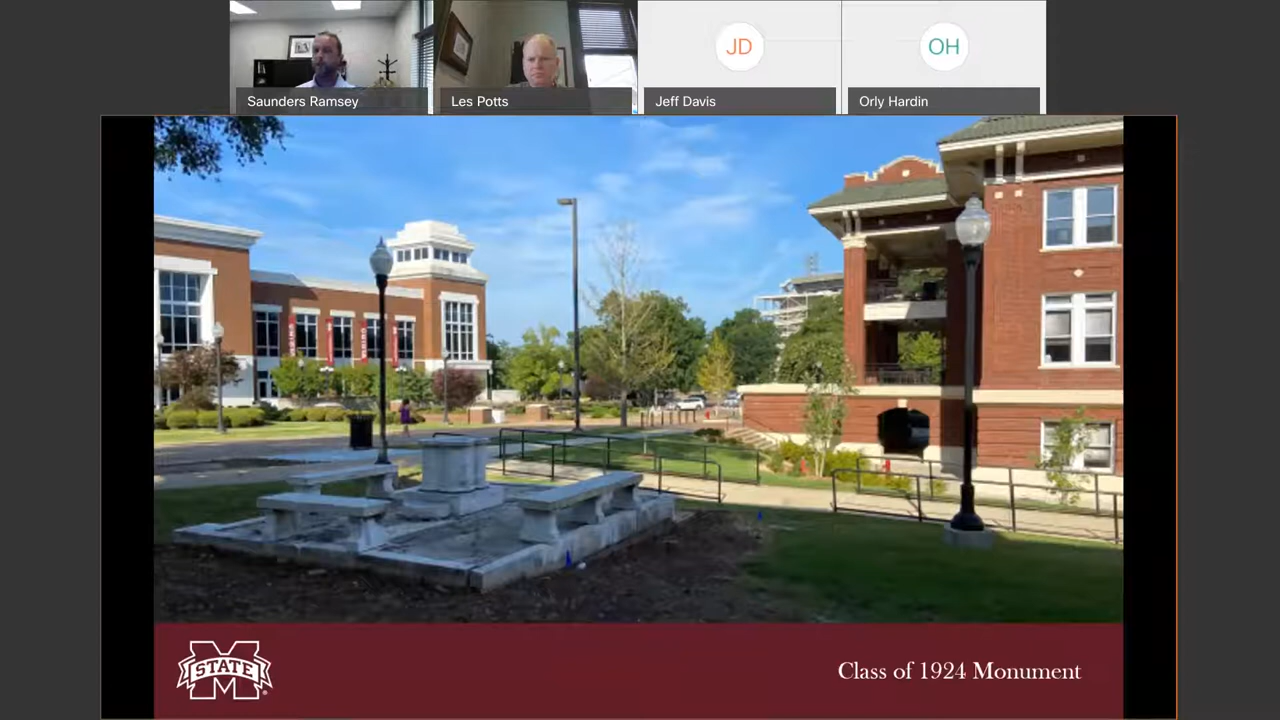 JD
OH
Saunders Ramsey
Les Potts
Jeff Davis
Orly Hardin
STATE
Class of 1924 Monument